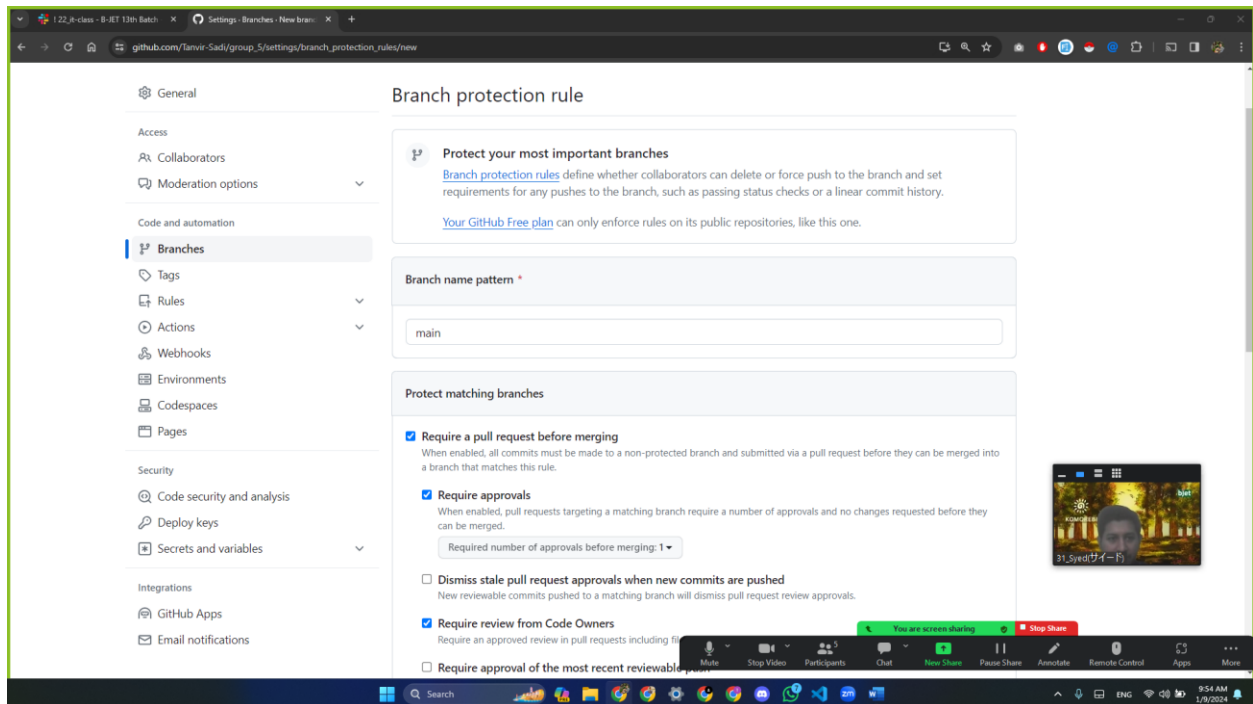 ! 22_it-class - B-JET 13th Batch
Settings · Branches · New branc
github.com/Tanvir-Sadi/group_5/settings/branch_protection_rules/new
General
Access
Collaborators
Moderation options
Code and automation
Branches
Tags
Rules
Actions
Webhooks
Environments
Codespaces
Pages
Security
Code security and analysis
Deploy keys
Secrets and variables
Integrations
GitHub Apps
Email notifications
Branch protection rule
Protect your most important branches
Branch protection rules define whether collaborators can delete or force push to the branch and set
requirements for any pushes to the branch, such as passing status checks or a linear commit history.
Your GitHub Free plan can only enforce rules on its public repositories, like this one.
Branch name pattern *
main
Protect matching branches
Require a pull request before merging
When enabled, all commits must be made to a non-protected branch and submitted via a pull request before they can be merged into
a branch that matches this rule.
Require approvals
When enabled, pull requests targeting a matching branch require a number of approvals and no changes requested before they
can be merged.
Required number of approvals before merging: 1
Dismiss stale pull request approvals when new commits are pushed
New reviewable commits pushed to a matching branch will dismiss pull request review approvals.
Require review from Code Owners
Require an approved review in pull requests including
Require approval of the most recent reviewable push
bjet
31_Syed(サイード)
You are screen sharing
Stop Share
5
Mute
Stop Video
Participants
Chat
New Share
Pause Share
Annotate
Remote Control
Apps
More
Search
zm
ENG
9:54 AM
1/9/2024